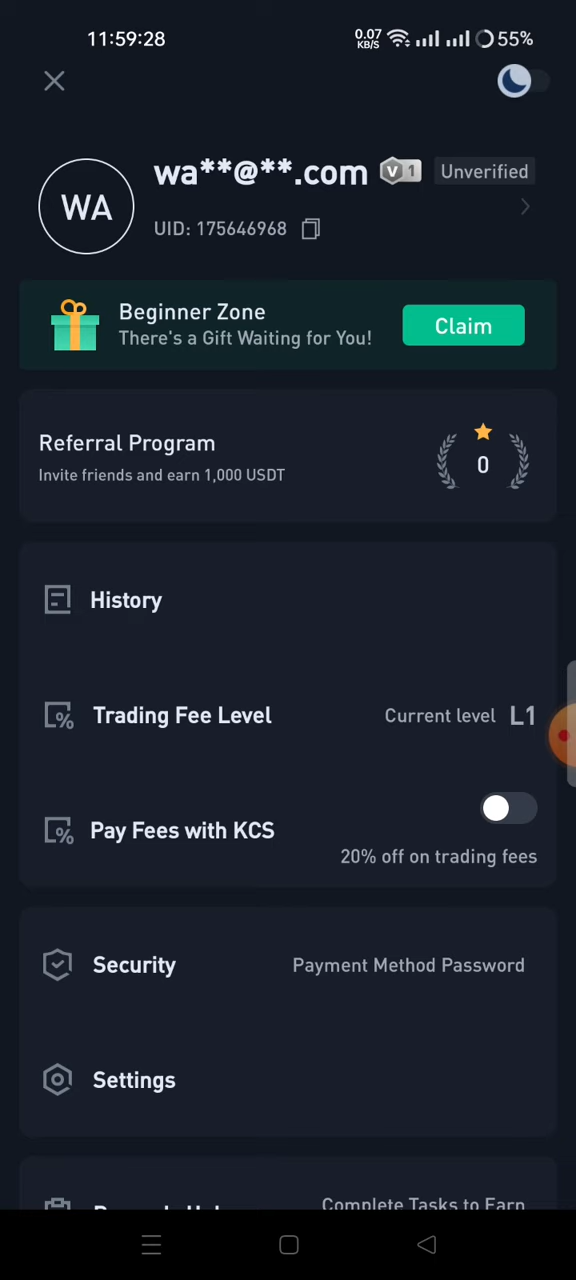 11:59:28 0.07 KB/S 55%
WA
wa**@**.com V 1 Unverified
UID: 175646968
Beginner Zone
There's a Gift Waiting for You!
Claim
Referral Program
Invite friends and earn 1,000 USDT
0
History
Trading Fee Level Current level L1
Pay Fees with KCS
20% off on trading fees
Security Payment Method Password
Settings
Complete Tasks to Earn